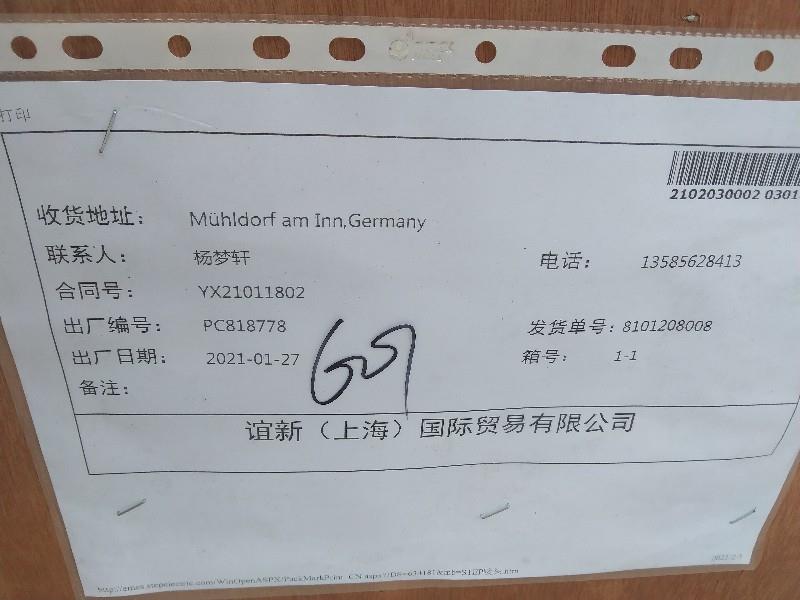 打印
2102030002 0301
收货地址: Mühldorf am Inn,Germany
联系人: 杨梦轩 电话: 13585628413
合同号: YX21011802
出厂编号: PC818778 发货单号: 8101208008
出厂日期: 2021-01-27 箱号: 1-1
备注:
谊新（上海）国际贸易有限公司